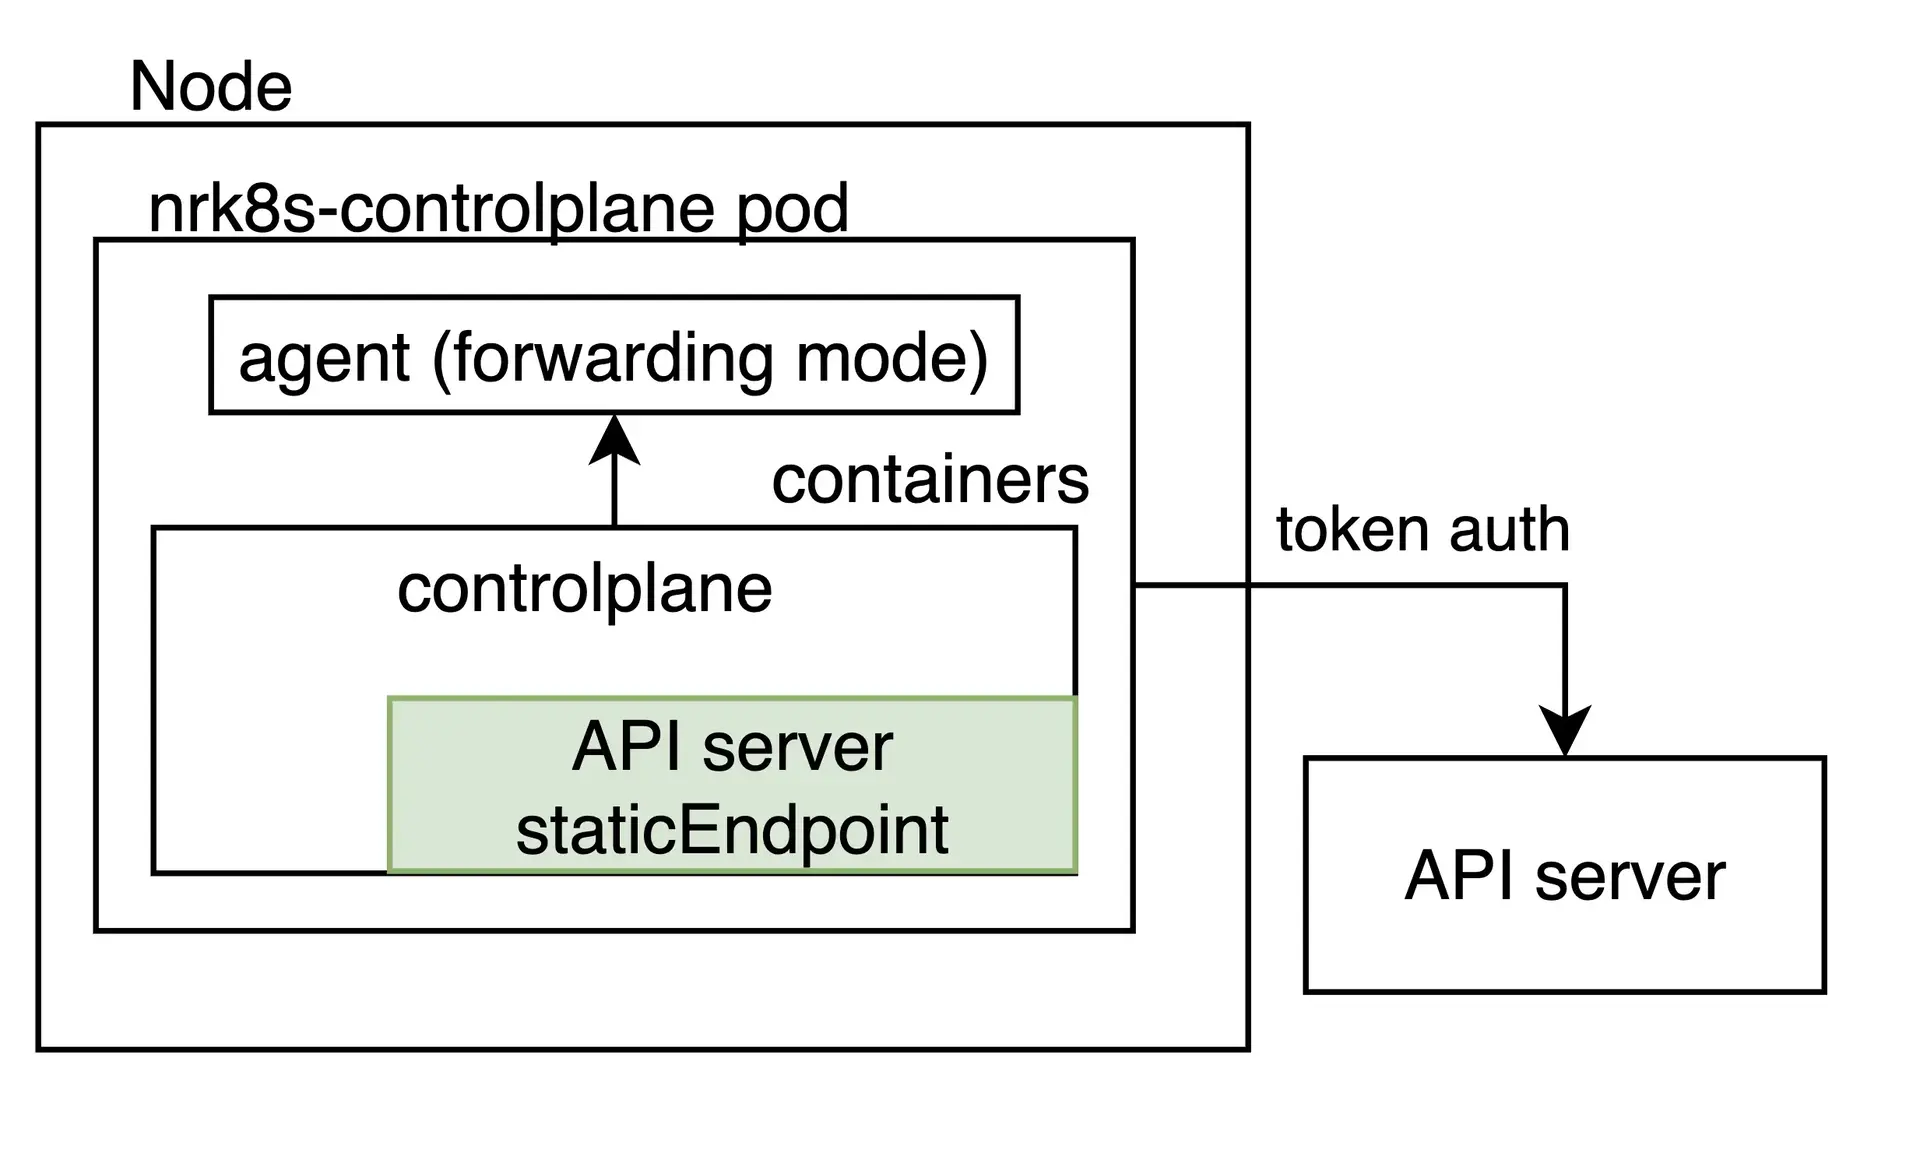 Node
nrk8s-controlplane pod
agent (forwarding mode)
containers
token auth
controlplane
API server
staticEndpoint
API server